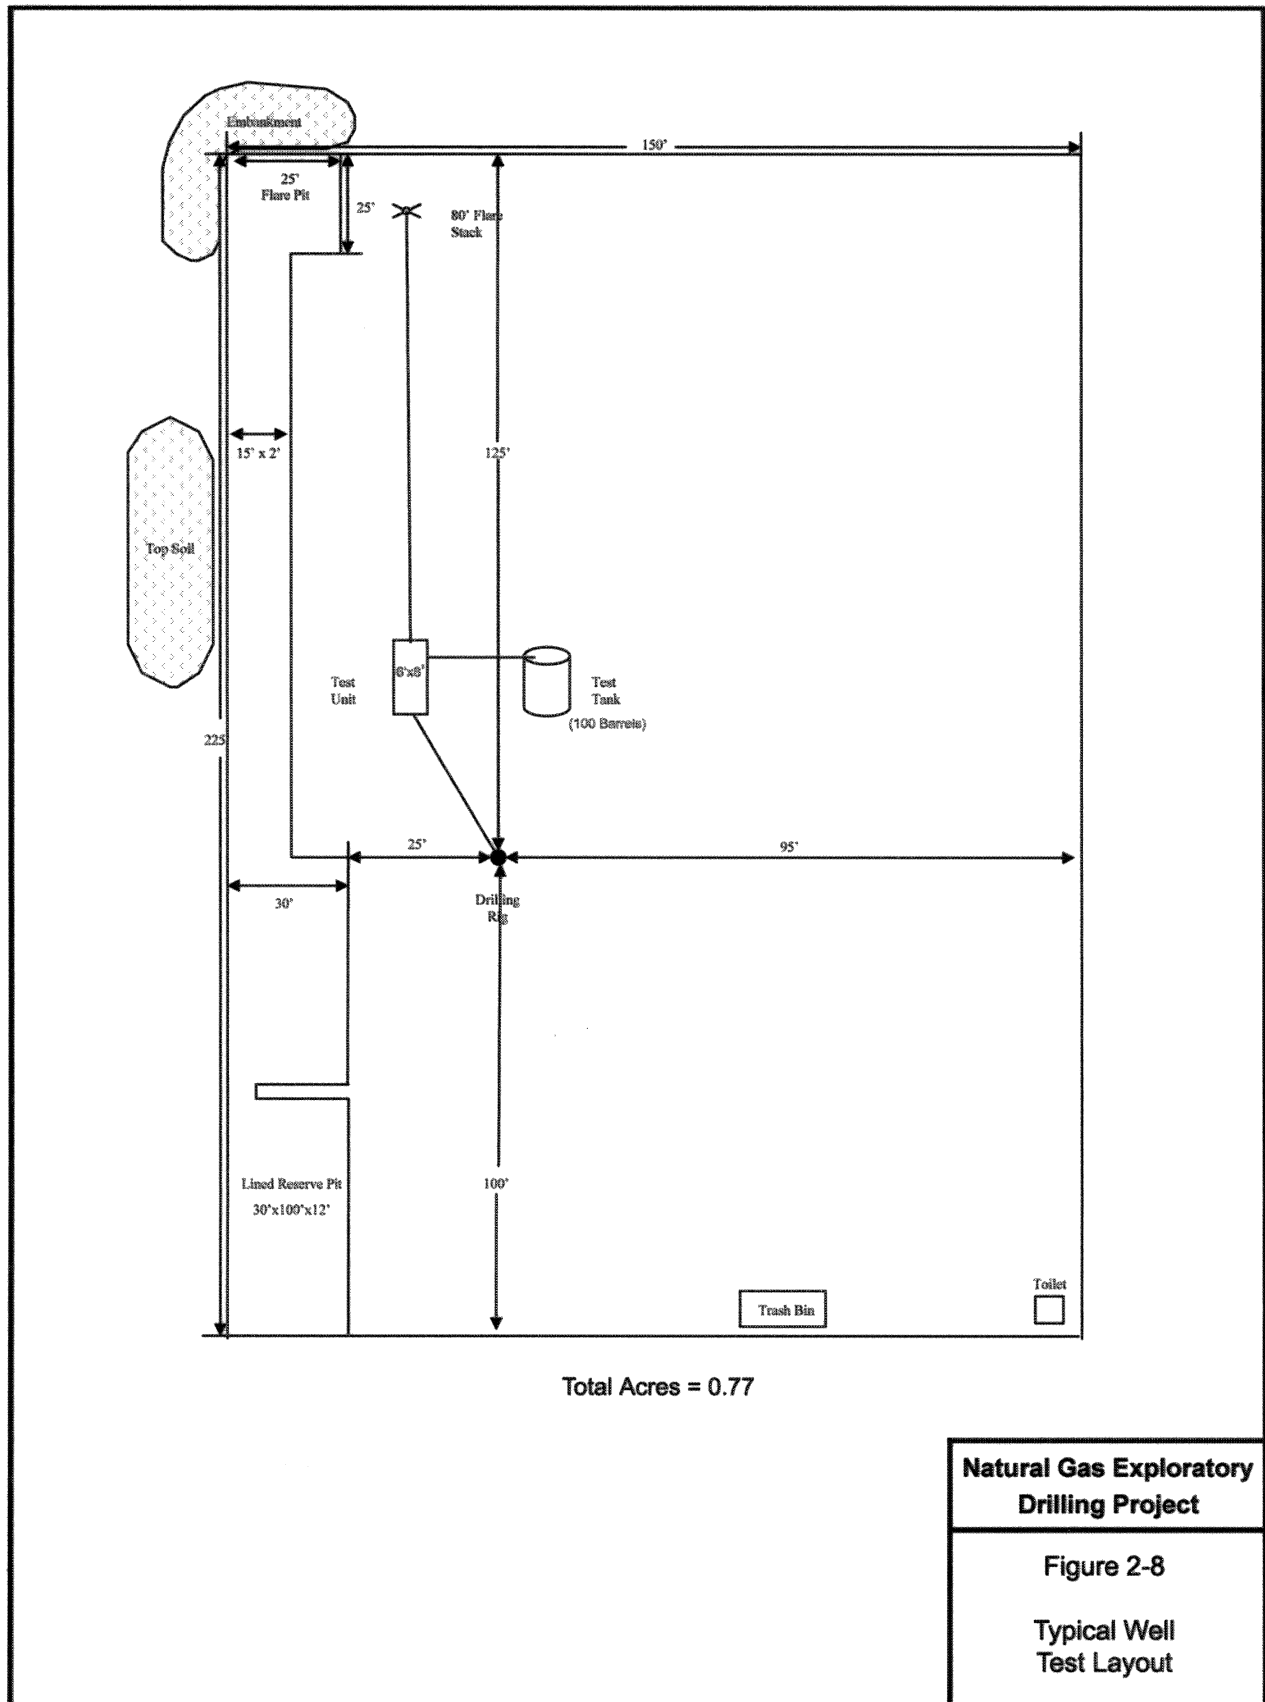 Embankment
150'
25'
Flare Pit
25'
80' Flare
Stack
15' x 2'
125'
Top Soil
Test
Unit
Test
Tank
(100 Barrels)
225
25'
95'
30'
Drilling
Rig
Lined Reserve Pit
30'x100'x12'
100'
Toilet
Trash Bin
Total Acres = 0.77
Natural Gas Exploratory
Drilling Project
Figure 2-8
Typical Well
Test Layout